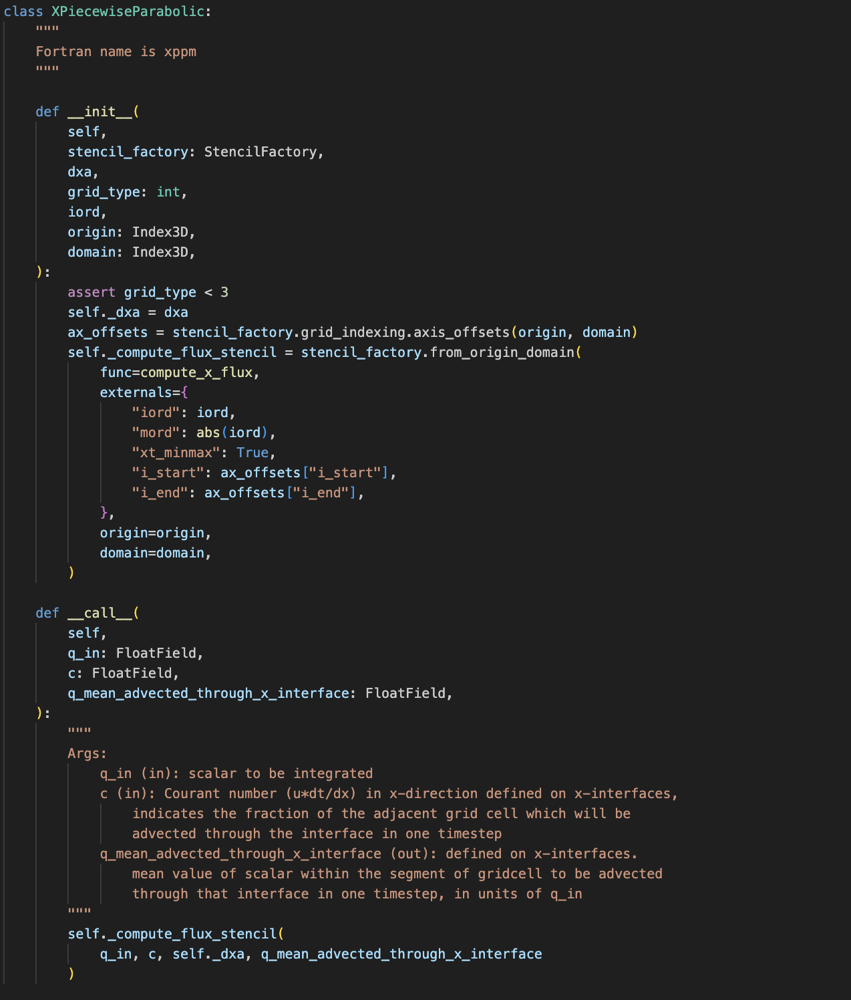 class XPiecewiseParabolic:
    """
    Fortran name is xppm
    """

    def __init__(
        self,
        stencil_factory: StencilFactory,
        dxa,
        grid_type: int,
        iord,
        origin: Index3D,
        domain: Index3D,
    ):
        assert grid_type < 3
        self._dxa = dxa
        ax_offsets = stencil_factory.grid_indexing.axis_offsets(origin, domain)
        self._compute_flux_stencil = stencil_factory.from_origin_domain(
            func=compute_x_flux,
            externals={
                "iord": iord,
                "mord": abs(iord),
                "xt_minmax": True,
                "i_start": ax_offsets["i_start"],
                "i_end": ax_offsets["i_end"],
            },
            origin=origin,
            domain=domain,
        )

    def __call__(
        self,
        q_in: FloatField,
        c: FloatField,
        q_mean_advected_through_x_interface: FloatField,
    ):
        """
        Args:
            q_in (in): scalar to be integrated
            c (in): Courant number (u*dt/dx) in x-direction defined on x-interfaces,
                indicates the fraction of the adjacent grid cell which will be
                advected through the interface in one timestep
            q_mean_advected_through_x_interface (out): defined on x-interfaces.
                mean value of scalar within the segment of gridcell to be advected
                through that interface in one timestep, in units of q_in
        """
        self._compute_flux_stencil(
            q_in, c, self._dxa, q_mean_advected_through_x_interface
        )